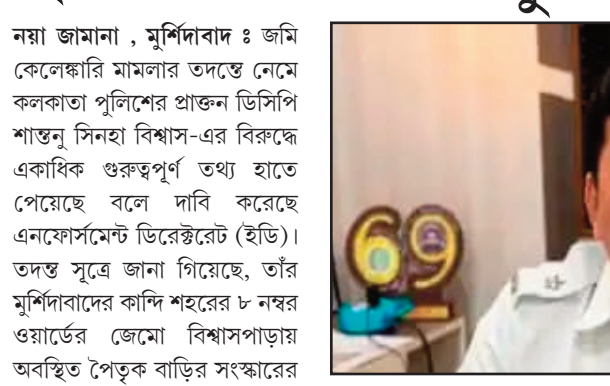 নয়া জামানা , মুর্শিদাবাদ ঃ জমি
কেলেঙ্কারি মামলার তদন্তে নেমে
কলকাতা পুলিশের প্রাক্তন ডিসিপি
শান্তনু সিনহা বিশ্বাস-এর বিরুদ্ধে
একাধিক গুরুত্বপূর্ণ তথ্য হাতে
পেয়েছে বলে দাবি করেছে
এনফোর্সমেন্ট ডিরেক্টরেট (ইডি)।
তদন্ত সূত্রে জানা গিয়েছে, তাঁর
মুর্শিদাবাদের কান্দি শহরের ৮ নম্বর
ওয়ার্ডের জেমো বিশ্বাসপাড়ায়
অবস্থিত পৈতৃক বাড়ির সংস্কারের
69